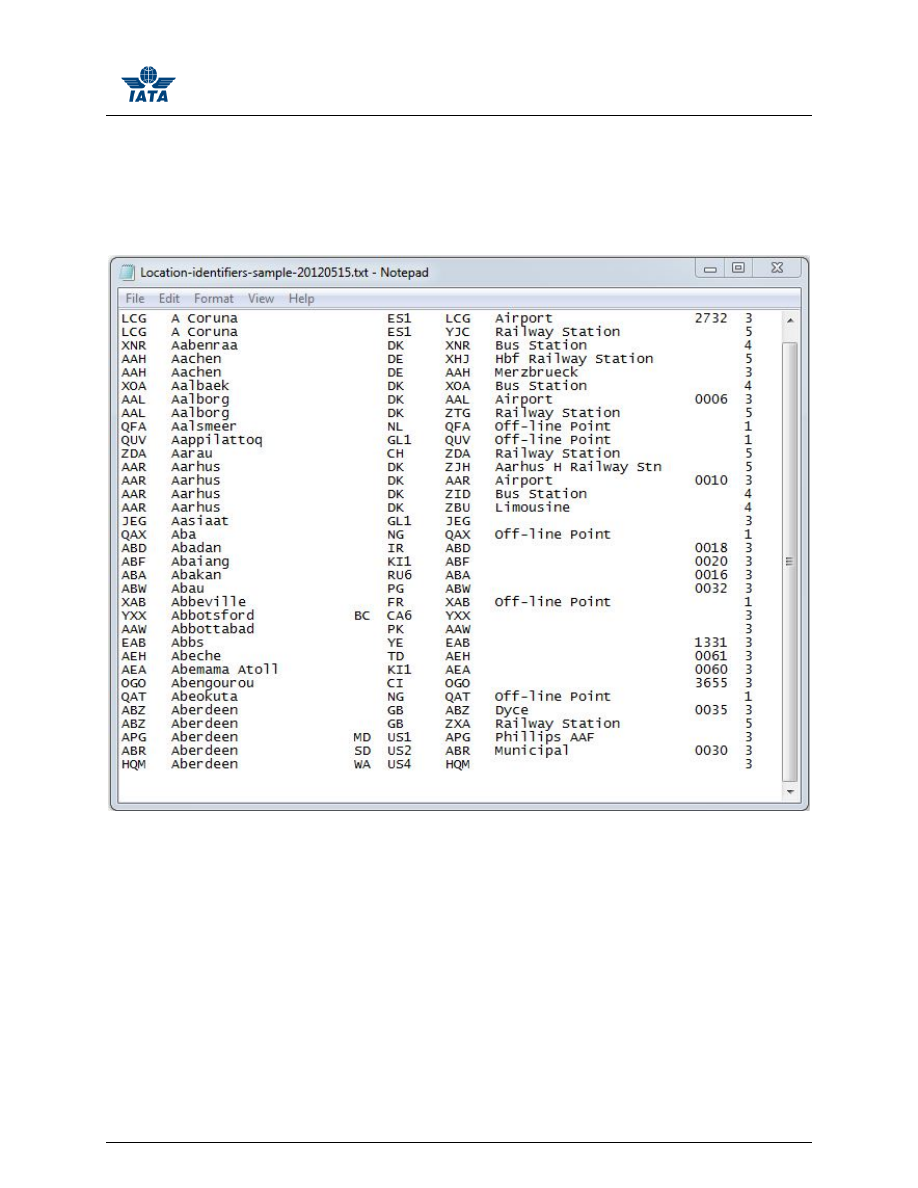 IATA
Location-identifiers-sample-20120515.txt - Notepad
File Edit Format View Help
LCG A Coruna ES1 LCG Airport 2732 3
LCG A Coruna ES1 YJC Railway Station 5
XNR Aabenraa DK XNR Bus Station 4
AAH Aachen DE XHJ Hbf Railway Station 5
AAH Aachen DE AAH Merzbrueck 3
XOA Aalbaek DK XOA Bus Station 4
AAL Aalborg DK AAL Airport 0006 3
AAL Aalborg DK ZTG Railway Station 5
QFA Aalsmeer NL QFA Off-line Point 1
QUV Aappilattoq GL1 QUV Off-line Point 1
ZDA Aarau CH ZDA Railway Station 5
AAR Aarhus DK ZJH Aarhus H Railway Stn 5
AAR Aarhus DK AAR Airport 0010 3
AAR Aarhus DK ZID Bus Station 4
AAR Aarhus DK ZBU Limousine 4
JEG Aasiaat GL1 JEG 3
QAX Aba NG QAX Off-line Point 1
ABD Abadan IR ABD 0018 3
ABF Abaiang KI1 ABF 0020 3
ABA Abakan RU6 ABA 0016 3
ABW Abau PG ABW 0032 3
XAB Abbeville FR XAB Off-line Point 1
YXX Abbotsford BC CA6 YXX 3
AAW Abbottabad PK AAW 3
EAB Abbs YE EAB 1331 3
AEH Abeche TD AEH 0061 3
AEA Abemama Atoll KI1 AEA 0060 3
OGO Abengourou CI OGO 3655 3
QAT Abeokuta NG QAT Off-line Point 1
ABZ Aberdeen GB ABZ Dyce 0035 3
ABZ Aberdeen GB ZXA Railway Station 5
APG Aberdeen MD US1 APG Phillips AAF 3
ABR Aberdeen SD US2 ABR Municipal 0030 3
HQM Aberdeen WA US4 HQM 3